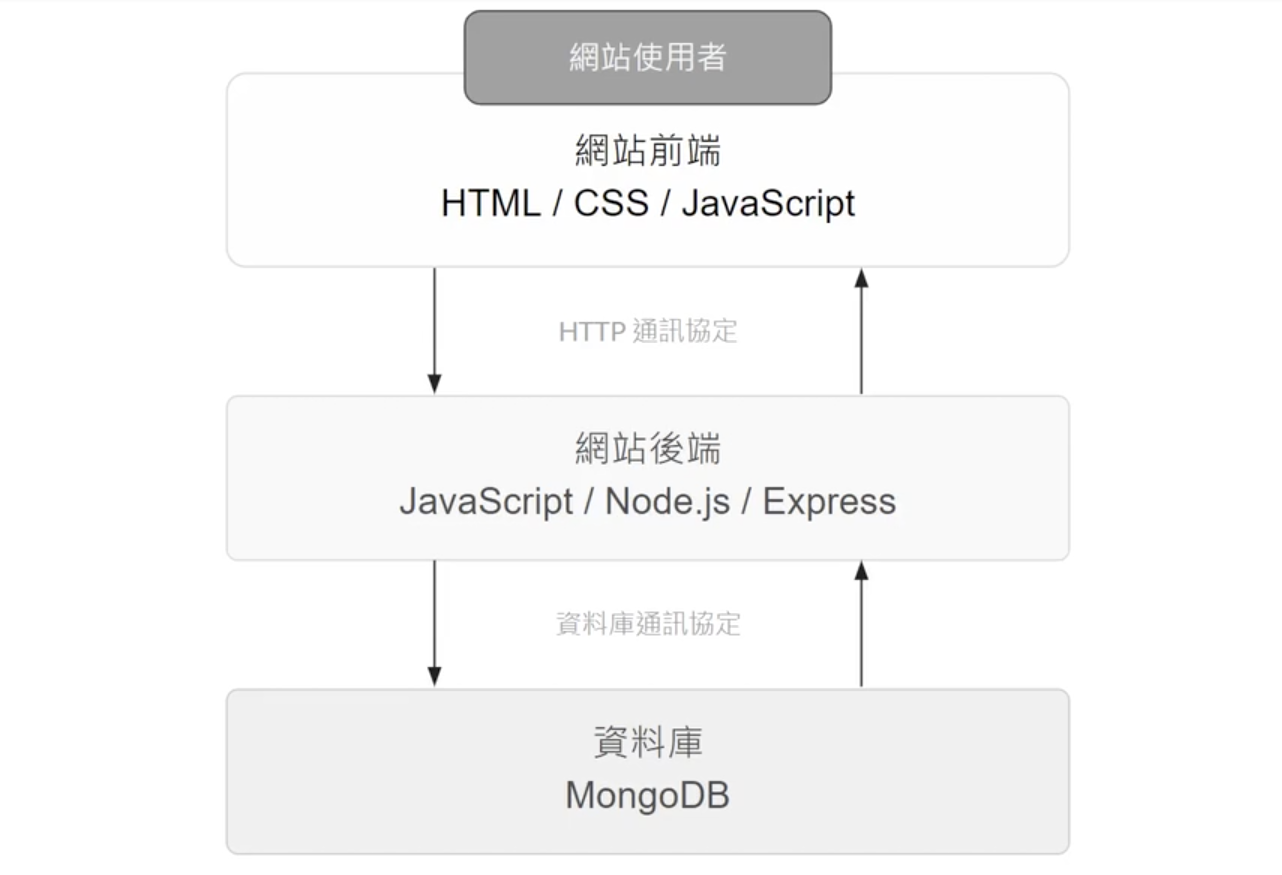 網站使用者
網站前端
HTML / CSS / JavaScript
HTTP 通訊協定
網站後端
JavaScript / Node.js / Express
資料庫通訊協定
資料庫
MongoDB